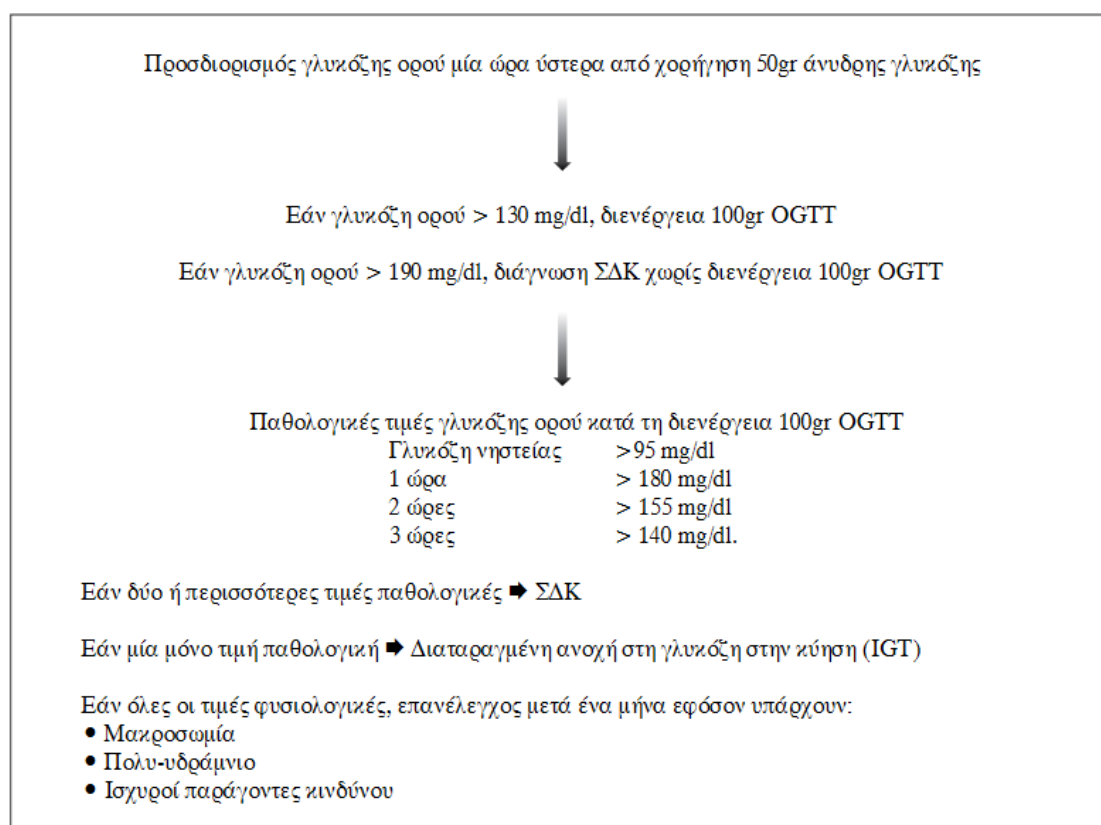 Προσδιορισμός γλυκόζης ορού μία ώρα ύστερα από χορήγηση 50gr άνυδρης γλυκόζης
Εάν γλυκόζη ορού > 130 mg/dl, διενέργεια 100gr OGTT
Εάν γλυκόζη ορού > 190 mg/dl, διάγνωση ΣΔΚ χωρίς διενέργεια 100gr OGTT
Παθολογικές τιμές γλυκόζης ορού κατά τη διενέργεια 100gr OGTT
Γλυκόζη νηστείας >95 mg/dl
1 ώρα > 180 mg/dl
2 ώρες > 155 mg/dl
3 ώρες > 140 mg/dl.
Εάν δύο ή περισσότερες τιμές παθολογικές ➡ ΣΔΚ
Εάν μία μόνο τιμή παθολογική ➡ Διαταραγμένη ανοχή στη γλυκόζη στην κύηση (IGT)
Εάν όλες οι τιμές φυσιολογικές, επανέλεγχος μετά ένα μήνα εφόσον υπάρχουν:
• Μακροσωμία
• Πολυ-υδράμνιο
• Ισχυροί παράγοντες κινδύνου